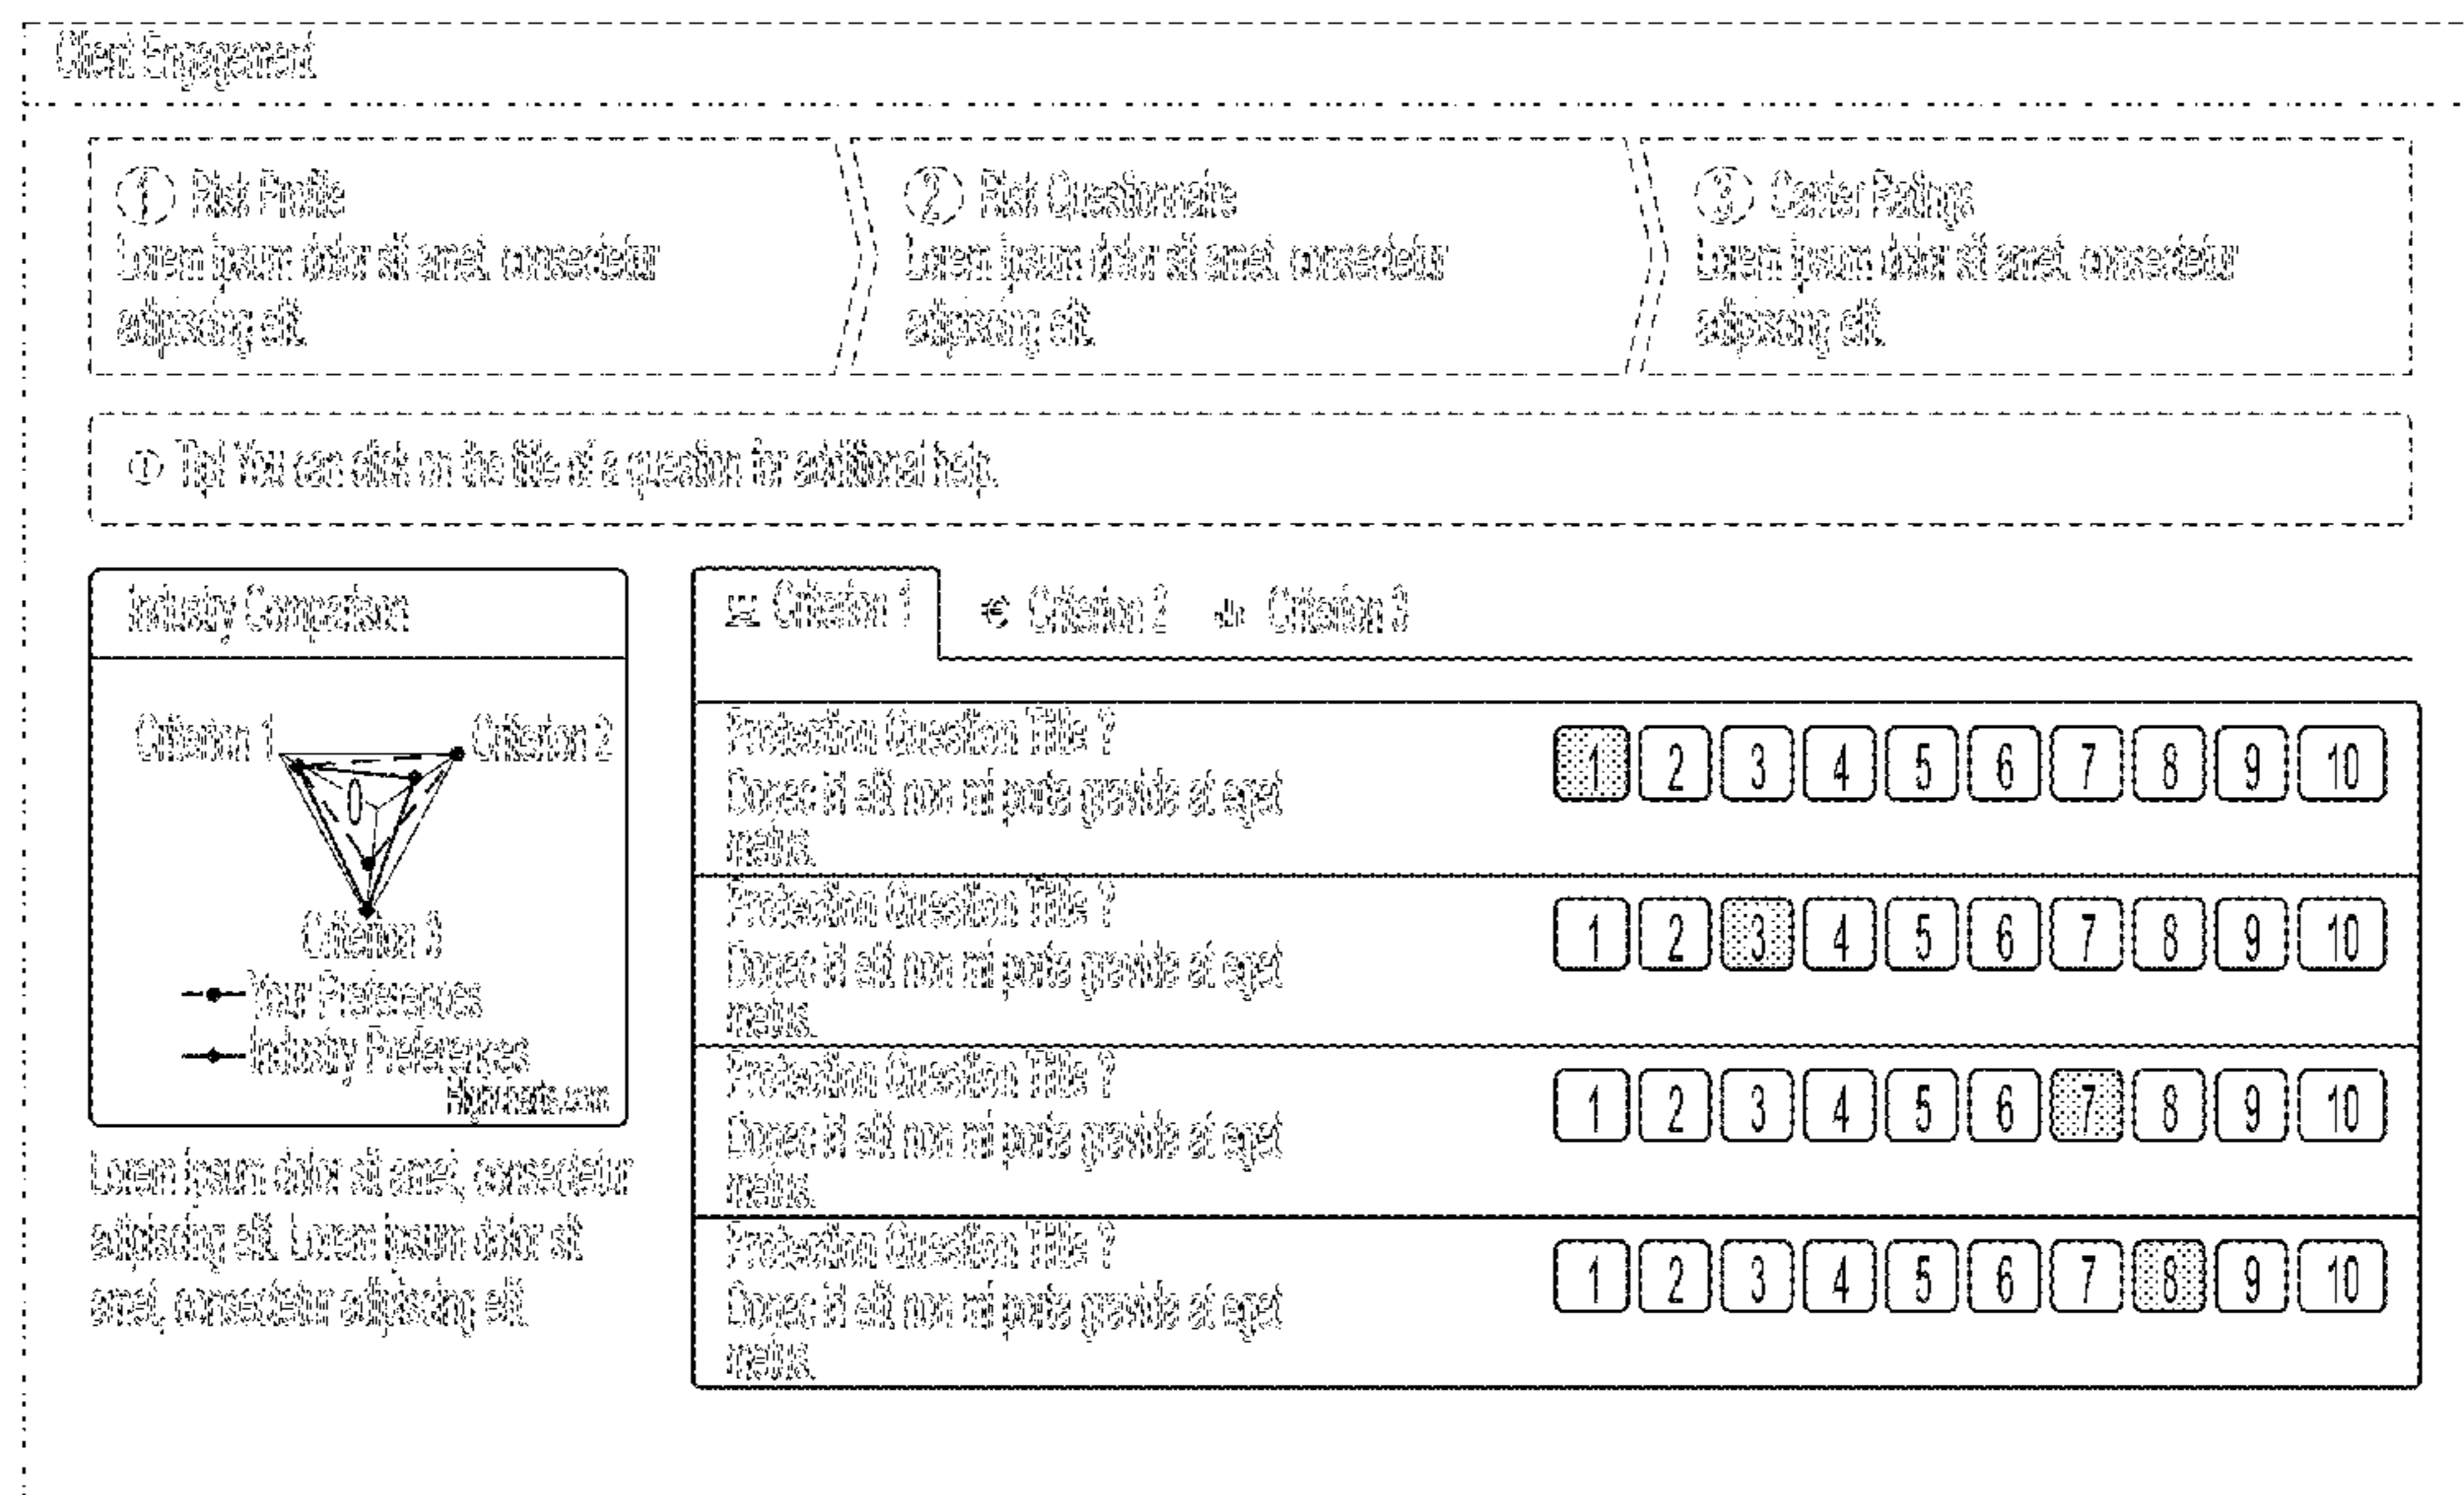 Client Engagement
1 Risk Profile
Lorem ipsum dolor sit amet, consectetur
adipiscing elit.
2 Risk Questionnaire
Lorem ipsum dolor sit amet, consectetur
adipiscing elit.
3 Carrier Ratings
Lorem ipsum dolor sit amet, consectetur
adipiscing elit.
Tip! You can click on the title of a question for additional help.
Industry Comparison
Criterion 1
Criterion 2
0
Criterion 3
Your Preferences
Industry Preferences
Highcharts.com
Lorem ipsum dolor sit amet, consectetur
adipiscing elit. Lorem ipsum dolor sit
amet, consectetur adipiscing elit.
Criterion 1 Criterion 2 Criterion 3
Protection Question Title ?
Donec id elit non mi porta gravida at eget
metus.
1 2 3 4 5 6 7 8 9 10
Protection Question Title ?
Donec id elit non mi porta gravida at eget
metus.
1 2 3 4 5 6 7 8 9 10
Protection Question Title ?
Donec id elit non mi porta gravida at eget
metus.
1 2 3 4 5 6 7 8 9 10
Protection Question Title ?
Donec id elit non mi porta gravida at eget
metus.
1 2 3 4 5 6 7 8 9 10